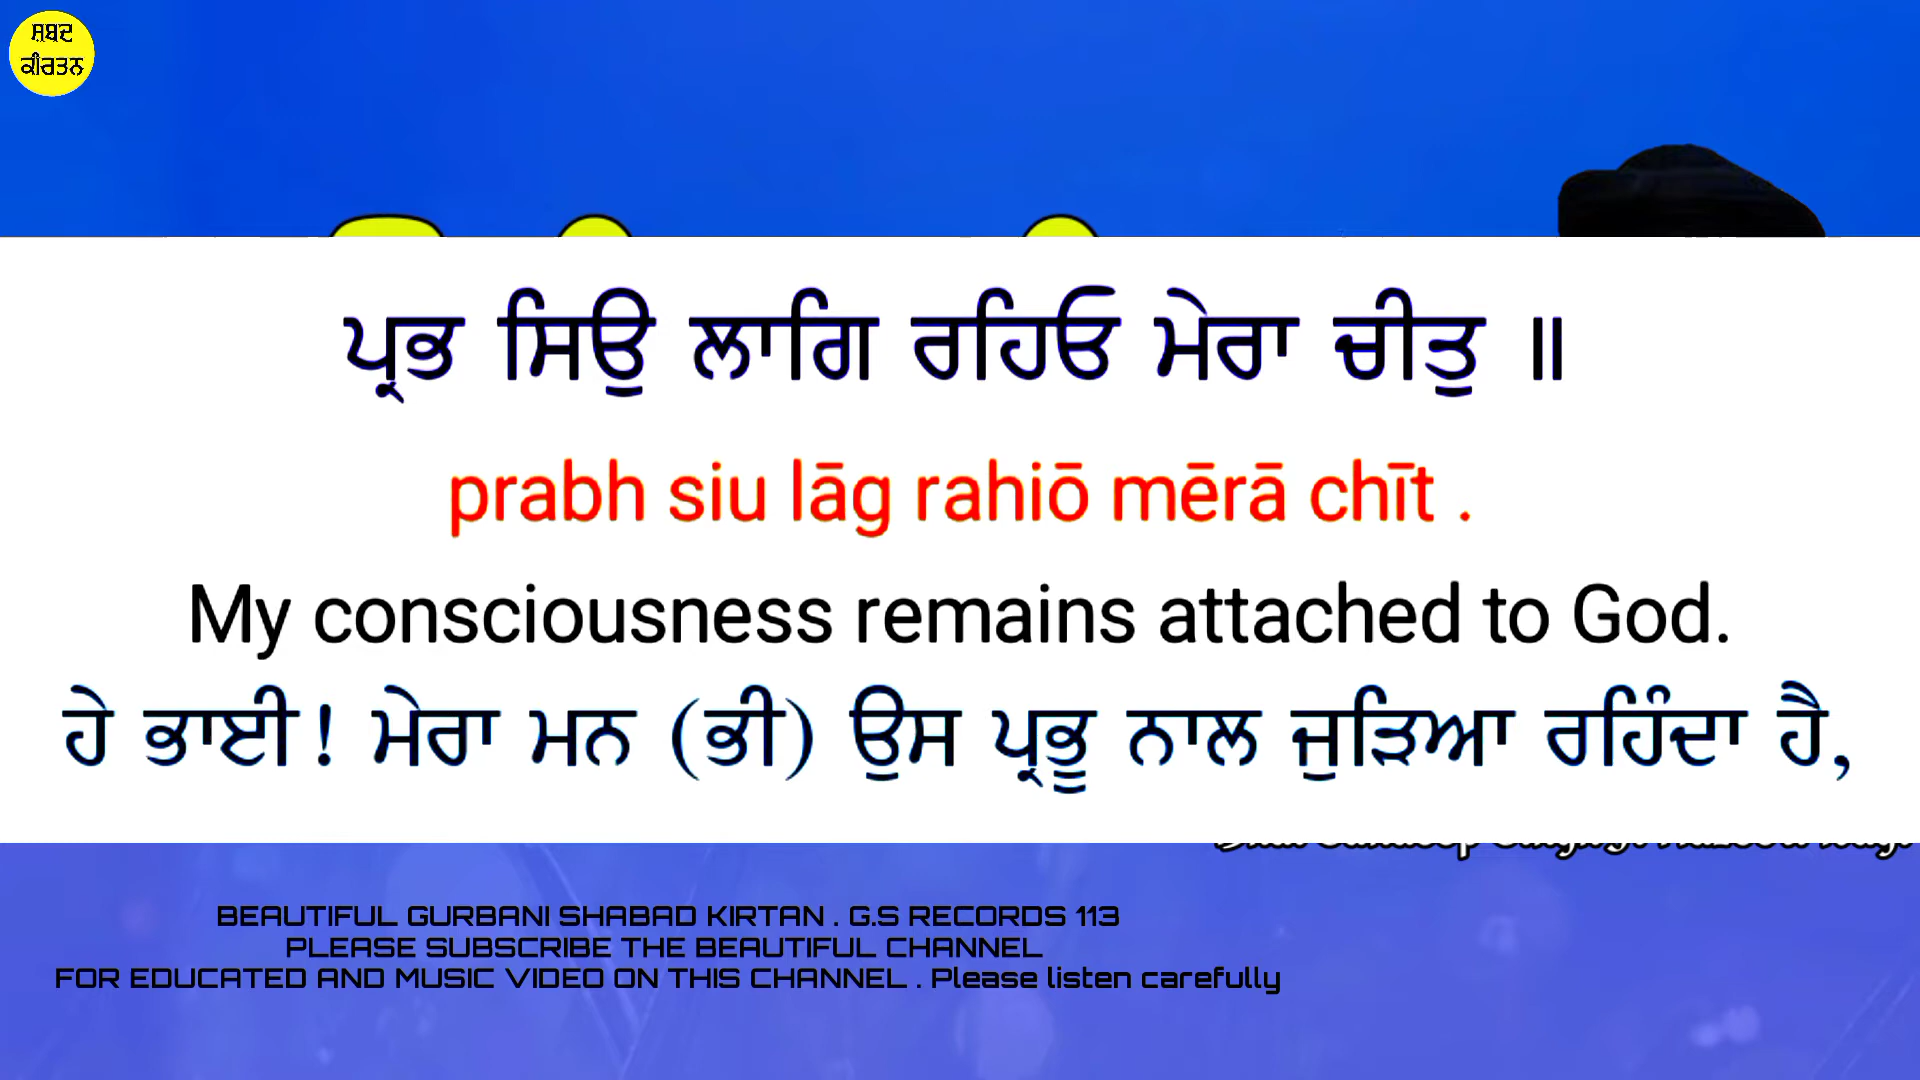 ਸ਼ਬਦ
ਕੀਰਤਨ
ਪ੍ਰਭ ਸਿਉ ਲਾਗਿ ਰਹਿਓ ਮੇਰਾ ਚੀਤੁ ॥
prabh siu lāg rahiō mērā chīt .
My consciousness remains attached to God.
ਹੇ ਭਾਈ! ਮੇਰਾ ਮਨ (ਭੀ) ਉਸ ਪ੍ਰਭੂ ਨਾਲ ਜੁੜਿਆ ਰਹਿੰਦਾ ਹੈ,
BEAUTIFUL GURBANI SHABAD KIRTAN . G.S RECORDS 113
PLEASE SUBSCRIBE THE BEAUTIFUL CHANNEL
FOR EDUCATED AND MUSIC VIDEO ON THIS CHANNEL . Please listen carefully